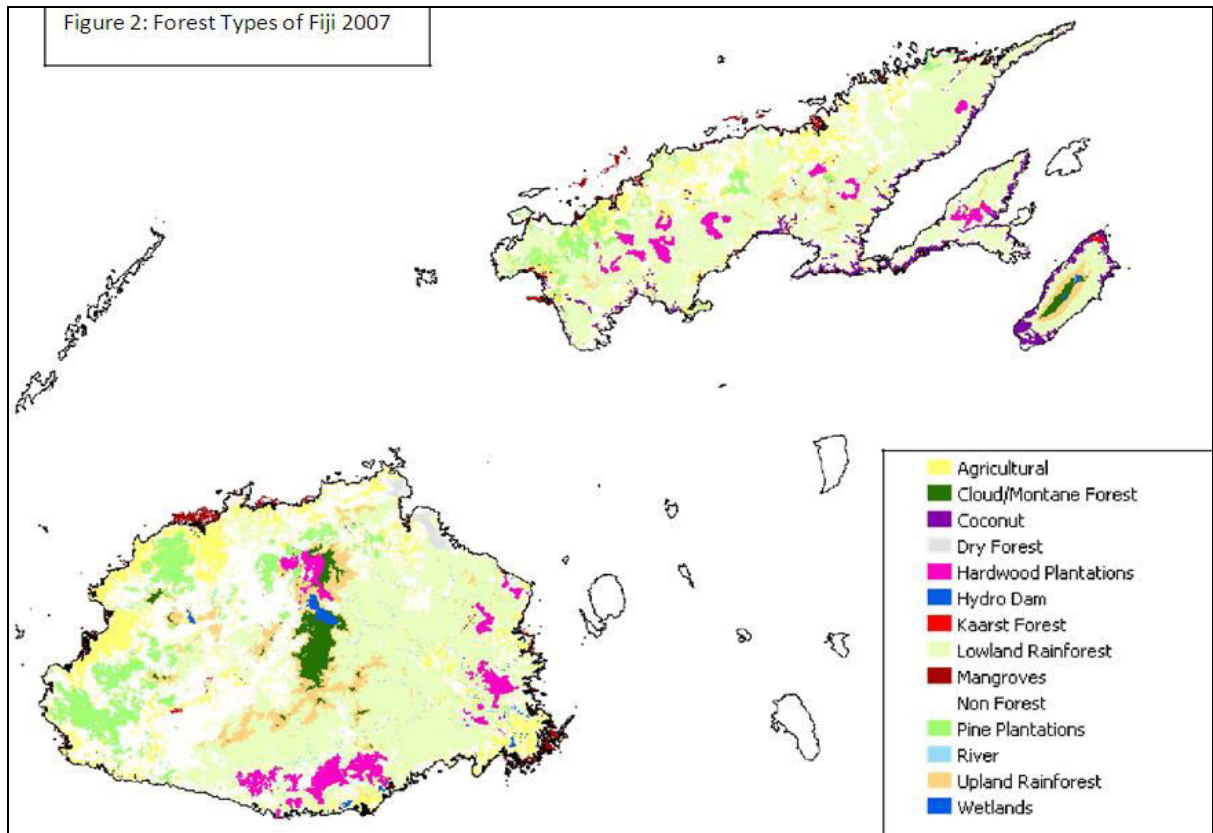 Figure 2: Forest Types of Fiji 2007
Agricultural
Cloud/Montane Forest
Coconut
Dry Forest
Hardwood Plantations
Hydro Dam
Kaarst Forest
Lowland Rainforest
Mangroves
Non Forest
Pine Plantations
River
Upland Rainforest
Wetlands